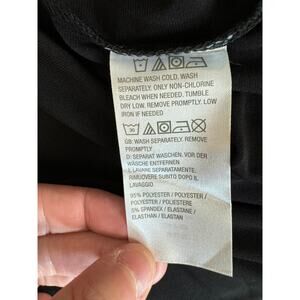 MACHINE WASH COLD. WASH
SEPARATELY. ONLY NON-CHLORINE
BLEACH WHEN NEEDED. TUMBLE
DRY LOW. REMOVE PROMPTLY. LOW
IRON IF NEEDED
30
GB: WASH SEPARATELY. REMOVE
PROMPTLY
D: SEPARAT WASCHEN. VOR DER
WÄSCHE ENTFERNEN
I: LAVARE SEPARATAMENTE.
RIMUOVERE SUBITO DOPO IL
LAVAGGIO
95% POLYESTER / POLYESTER /
POLYESTER / POLIESTERE
5% SPANDEX / ELASTANE /
ELASTHAN / ELASTAN